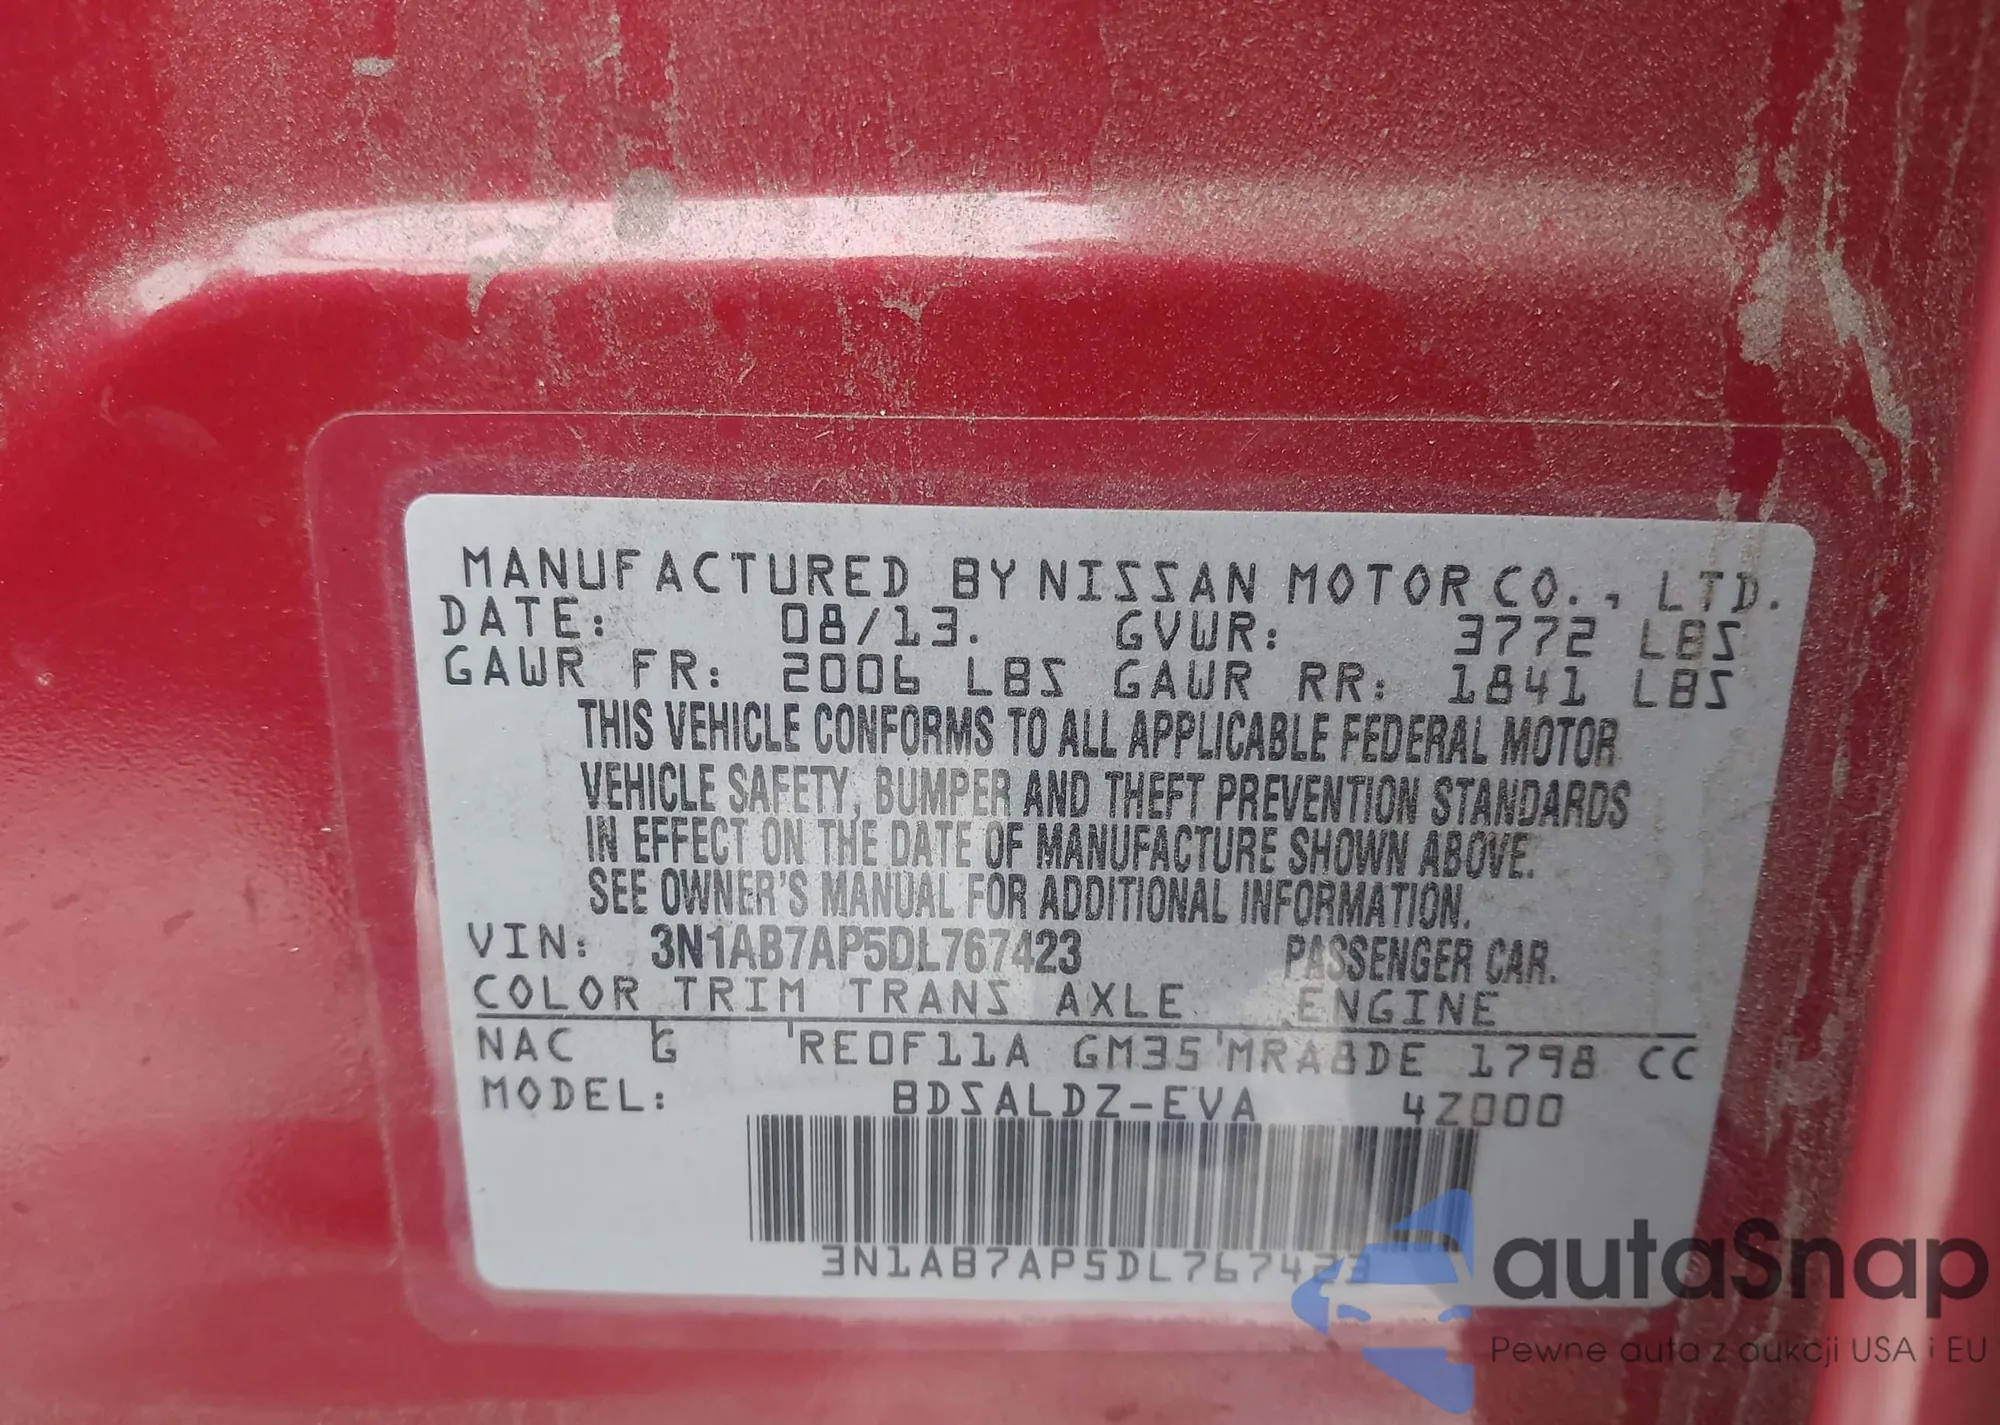 MANUFACTURED BY NISSAN MOTOR CO., LTD.
DATE: 08/13. GVWR: 3772 LBS
GAWR FR: 2006 LBS GAWR RR: 1841 LBS
THIS VEHICLE CONFORMS TO ALL APPLICABLE FEDERAL MOTOR
VEHICLE SAFETY, BUMPER AND THEFT PREVENTION STANDARDS
IN EFFECT ON THE DATE OF MANUFACTURE SHOWN ABOVE.
SEE OWNER'S MANUAL FOR ADDITIONAL INFORMATION.
VIN: 3N1AB7AP5DL767423 PASSENGER CAR.
COLOR TRIM TRANS AXLE ENGINE
NAC G RE0F11A GM35 MRA8DE 1798 CC
MODEL: BDSALDZ-EVA 4Z000
3N1AB7AP5DL767423
autaSnap
Pewne auta z aukcji USA i EU